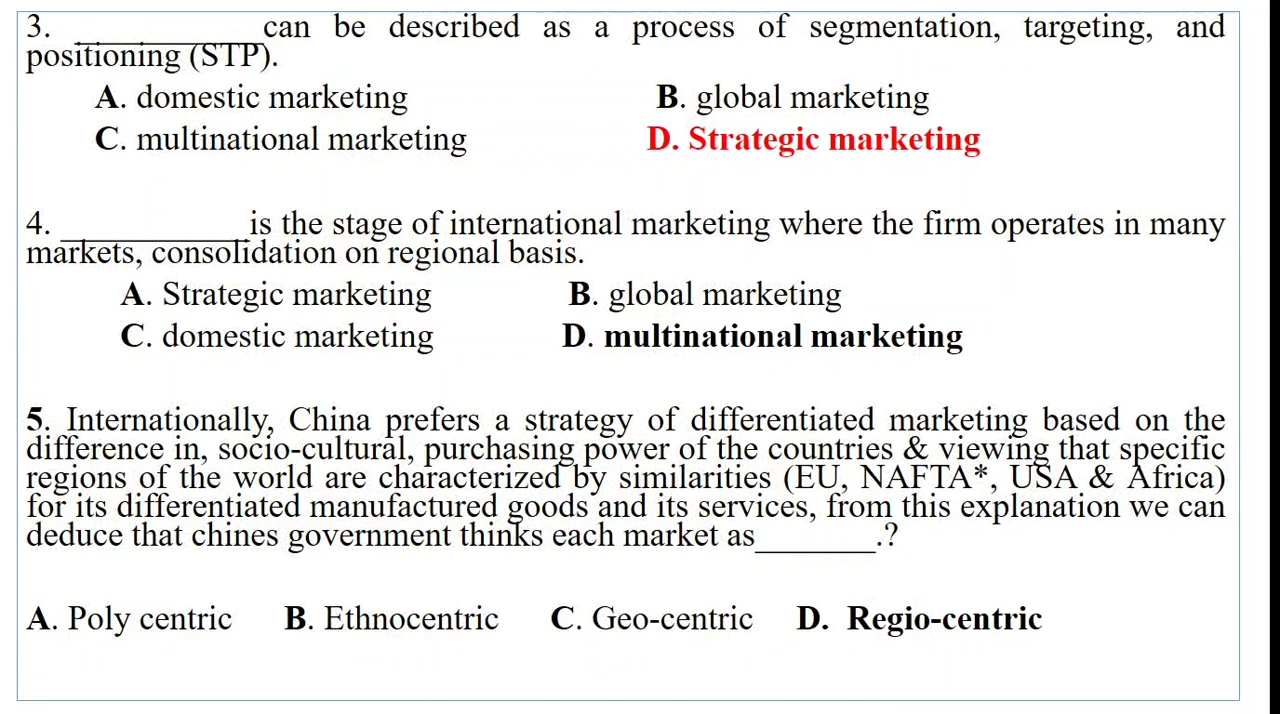 3. ____________ can be described as a process of segmentation, targeting, and
positioning (STP).
A. domestic marketing B. global marketing
C. multinational marketing D. Strategic marketing
4. ____________ is the stage of international marketing where the firm operates in many
markets, consolidation on regional basis.
A. Strategic marketing B. global marketing
C. domestic marketing D. multinational marketing
5. Internationally, China prefers a strategy of differentiated marketing based on the
difference in, socio-cultural, purchasing power of the countries & viewing that specific
regions of the world are characterized by similarities (EU, NAFTA*, USA & Africa)
for its differentiated manufactured goods and its services, from this explanation we can
deduce that chines government thinks each market as________.?
A. Poly centric B. Ethnocentric C. Geo-centric D. Regio-centric